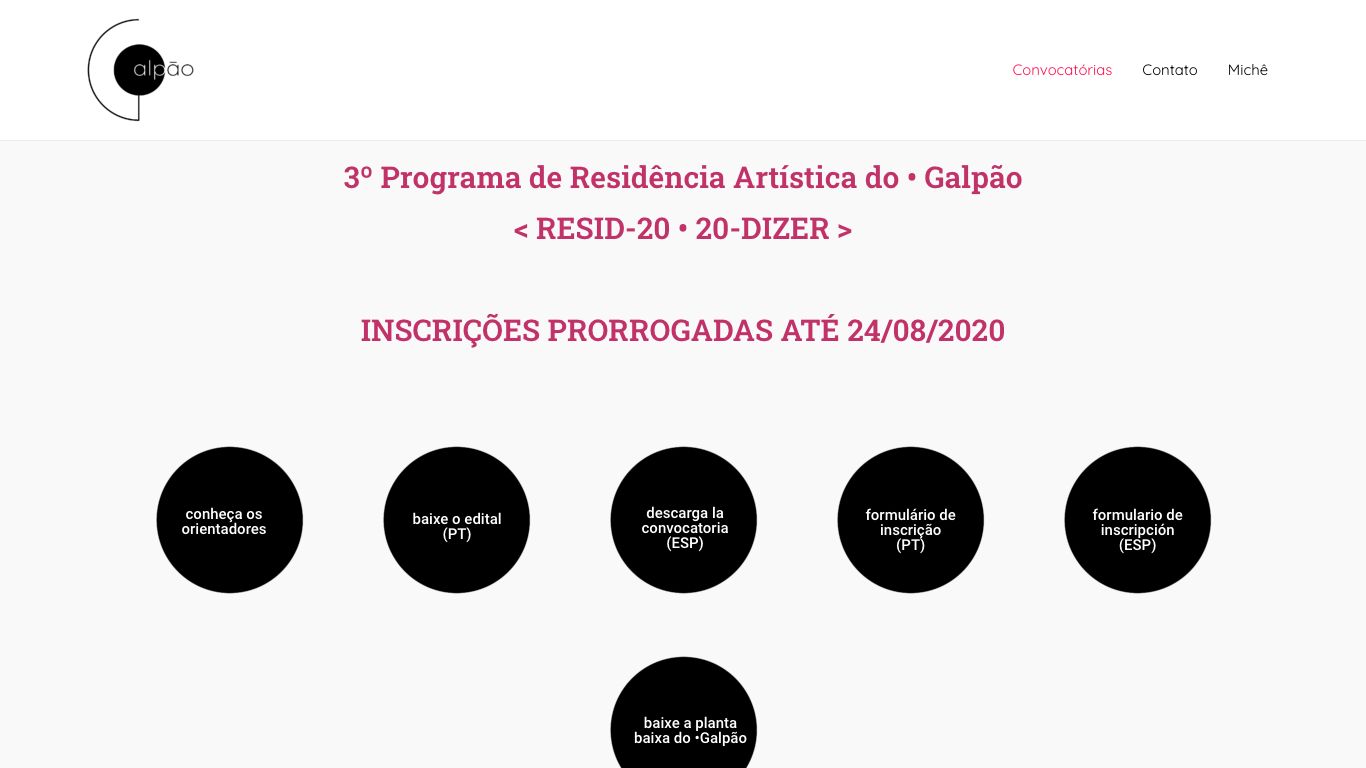 alpão
Convocatórias
Contato
Michê
3º Programa de Residência Artística do • Galpão
< RESID-20 • 20-DIZER >
INSCRIÇÕES PRORROGADAS ATÉ 24/08/2020
conheça os
orientadores
baixe o edital
(PT)
descarga la
convocatoria
(ESP)
formulário de
inscrição
(PT)
formulario de
inscripción
(ESP)
baixe a planta
baixa do •Galpão